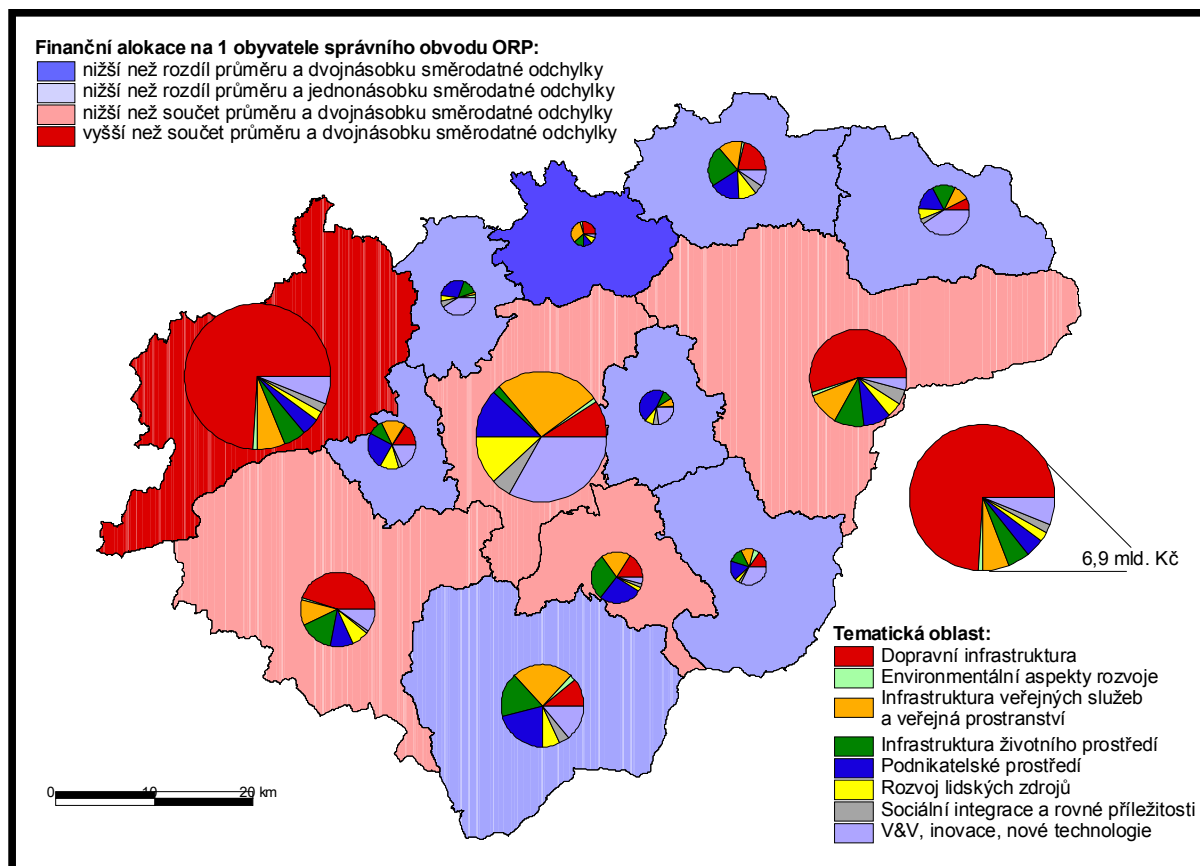 Finanční alokace na 1 obyvatele správního obvodu ORP:
nižší než rozdíl průměru a dvojnásobku směrodatné odchylky
nižší než rozdíl průměru a jednonásobku směrodatné odchylky
nižší než součet průměru a dvojnásobku směrodatné odchylky
vyšší než součet průměru a dvojnásobku směrodatné odchylky
6,9 mld. Kč
Tematická oblast:
Dopravní infrastruktura
Environmentální aspekty rozvoje
Infrastruktura veřejných služeb
a veřejná prostranství
Infrastruktura životního prostředí
Podnikatelské prostředí
Rozvoj lidských zdrojů
Sociální integrace a rovné příležitosti
V&V, inovace, nové technologie
0 10 20 km